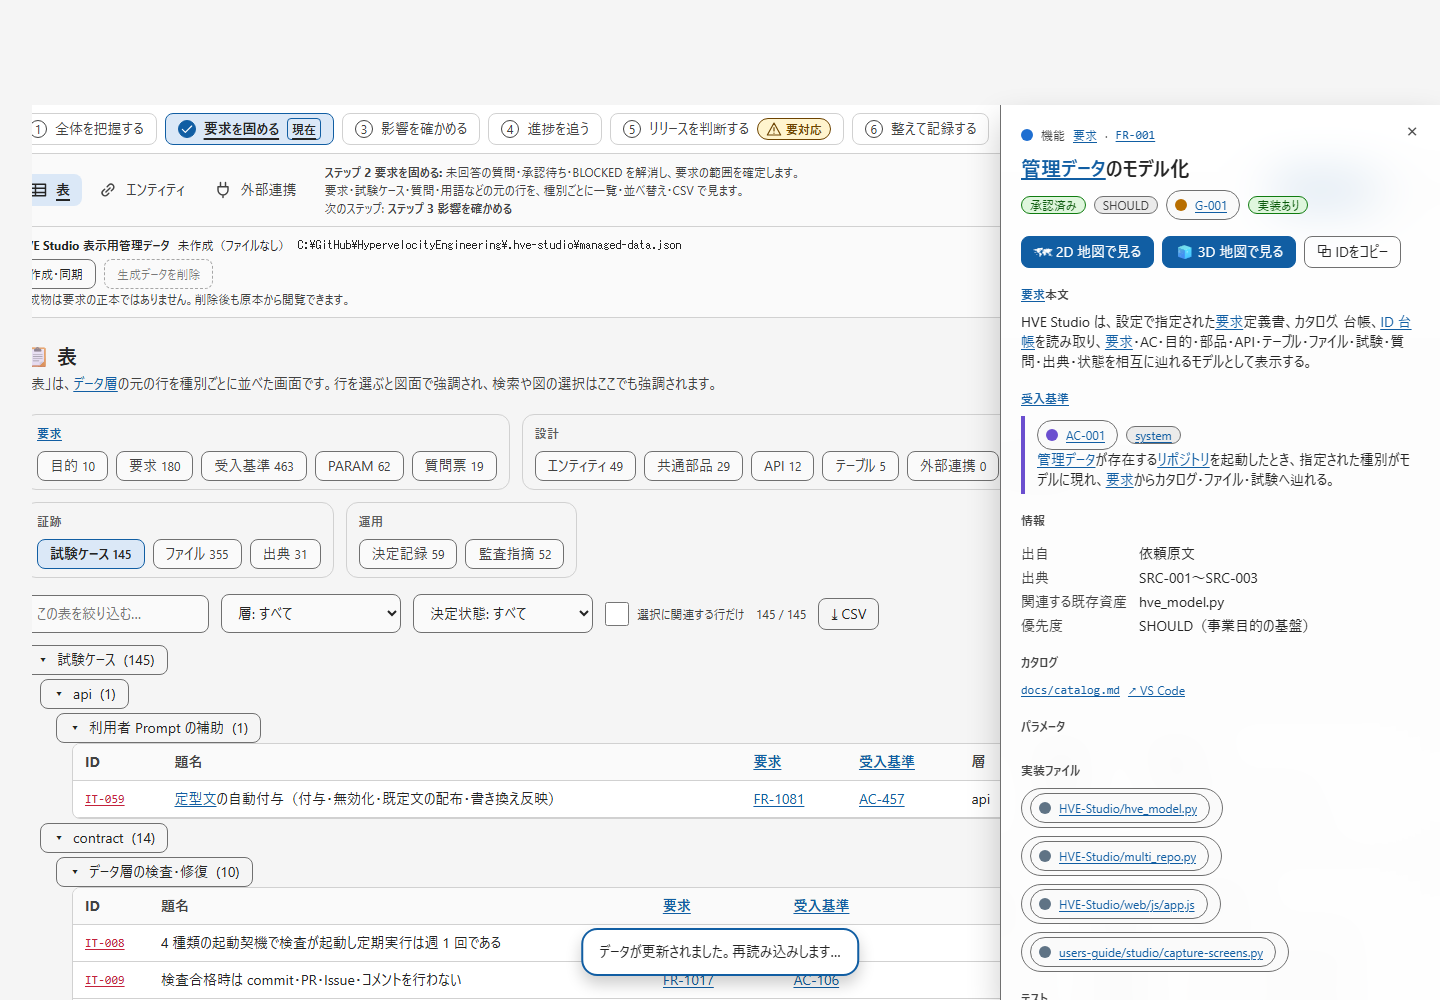 1 全体を把握する 要求を固める 現在 3 影響を確かめる 4 進捗を追う 5 リリースを判断する 要対応 6 整えて記録する
表 エンティティ 外部連携
ステップ 2 要求を固める: 未回答の質問・承認待ち・BLOCKED を解消し、要求の範囲を確定します。
要求・試験ケース・質問・用語などの元の行を、種別ごとに一覧・並べ替え・CSV で見ます。
次のステップ: ステップ 3 影響を確かめる
VE Studio 表示用管理データ 未作成（ファイルなし） C:¥GitHub¥HypervelocityEngineering¥.hve-studio¥managed-data.json
作成・同期 生成データを削除
成物は要求の正本ではありません。削除後も原本から閲覧できます。
表
表」は、データ層の元の行を種別ごとに並べた画面です。行を選ぶと図面で強調され、検索や図の選択はここでも強調されます。
要求
目的 10 要求 180 受入基準 463 PARAM 62 質問票 19
設計
エンティティ 49 共通部品 29 API 12 テーブル 5 外部連携 0
証跡
試験ケース 145 ファイル 355 出典 31
運用
決定記録 59 監査指摘 52
この表を絞り込む... 層: すべて 決定状態: すべて 選択に関連する行だけ 145 / 145 ↓CSV
▾ 試験ケース (145)
▾ api (1)
▾ 利用者 Prompt の補助 (1)
ID 題名 要求 受入基準 層
IT-059 定型文の自動付与（付与・無効化・既定文の配布・書き換え反映） FR-1081 AC-457 api
▾ contract (14)
▾ データ層の検査・修復 (10)
ID 題名 要求 受入基準
IT-008 4 種類の起動契機で検査が起動し定期実行は週 1 回である
IT-009 検査合格時は commit・PR・Issue・コメントを行わない FR-1017 AC-106
データが更新されました。再読み込みします...
機能 要求 · FR-001 ×
管理データのモデル化
承認済み SHOULD G-001 実装あり
2D 地図で見る 3D 地図で見る IDをコピー
要求本文
HVE Studio は、設定で指定された要求定義書、カタログ、台帳、ID 台
帳を読み取り、要求・AC・目的・部品・API・テーブル・ファイル・試験・質
問・出典・状態を相互に辿れるモデルとして表示する。
受入基準
AC-001 system
管理データが存在するリポジトリを起動したとき、指定された種別がモ
デルに現れ、要求からカタログ・ファイル・試験へ辿れる。
情報
出自 依頼原文
出典 SRC-001～SRC-003
関連する既存資産 hve_model.py
優先度 SHOULD（事業目的の基盤）
カタログ
docs/catalog.md ↗ VS Code
パラメータ
実装ファイル
HVE-Studio/hve_model.py
HVE-Studio/multi_repo.py
HVE-Studio/web/js/app.js
users-guide/studio/capture-screens.py
テスト